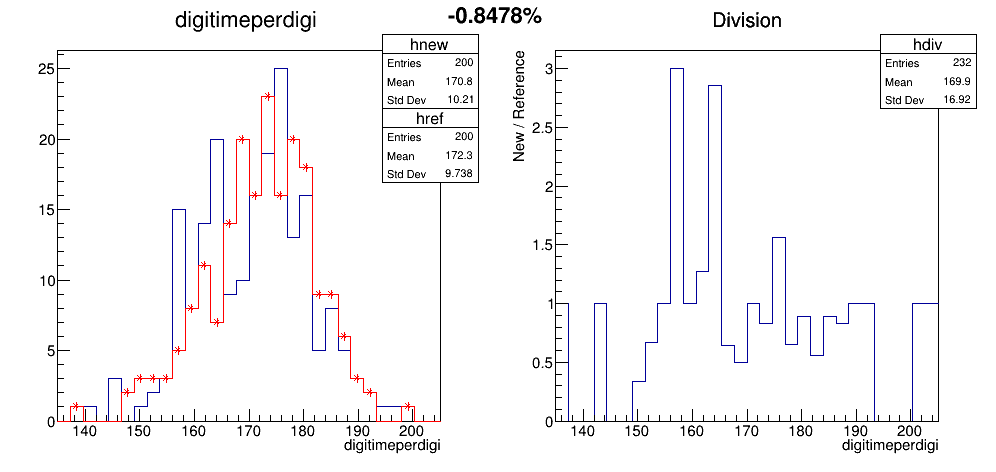 digitimeperdigi
-0.8478%
Division
hnew
Entries 200
Mean 170.8
Std Dev 10.21
href
Entries 200
Mean 172.3
Std Dev 9.738
25
20
15
10
5
0
140 150 160 170 180 190 200
digitimeperdigi
hdiv
Entries 232
Mean 169.9
Std Dev 16.92
New / Reference
3
2.5
2
1.5
1
0.5
0
140 150 160 170 180 190 200
digitimeperdigi